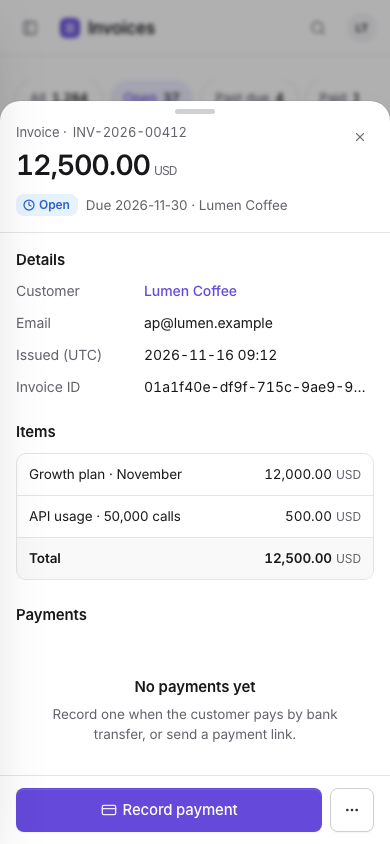 Invoices
LT
All 1,284 Open 37 Past due 4 Paid 1
Invoice · INV-2026-00412
12,500.00 USD
Open Due 2026-11-30 · Lumen Coffee
Details
Customer Lumen Coffee
Email ap@lumen.example
Issued (UTC) 2026-11-16 09:12
Invoice ID 01a1f40e-df9f-715c-9ae9-9...
Items
Growth plan · November 12,000.00 USD
API usage · 50,000 calls 500.00 USD
Total 12,500.00 USD
Payments
No payments yet
Record one when the customer pays by bank
transfer, or send a payment link.
Record payment